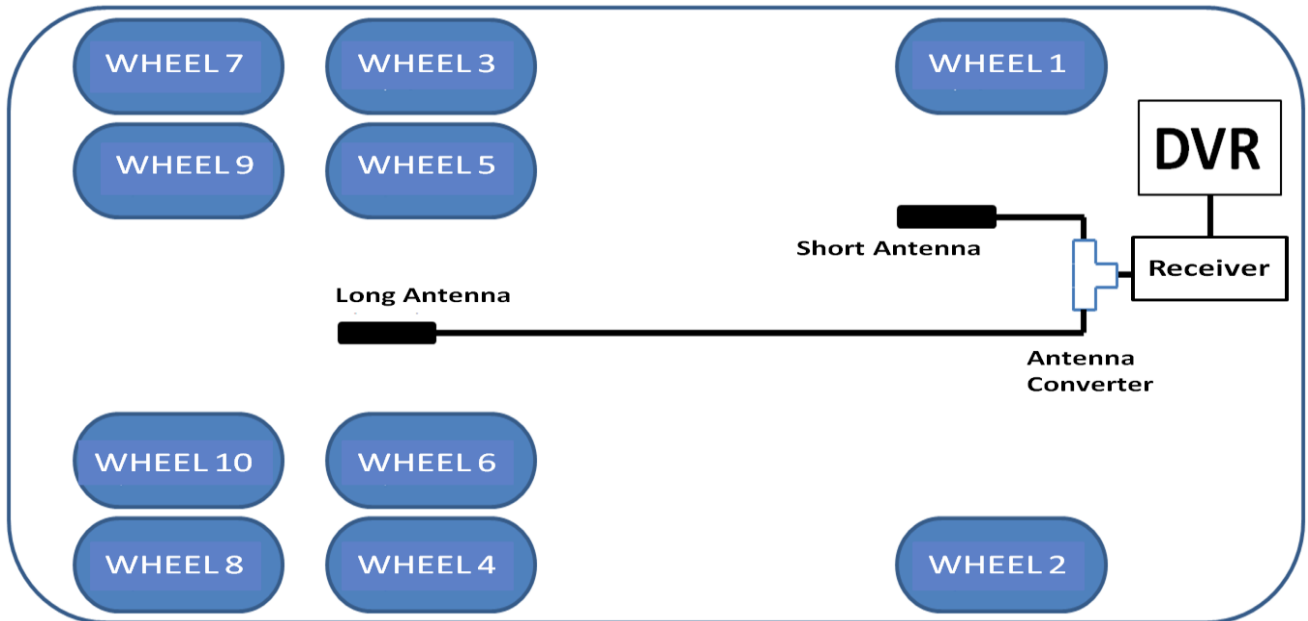 WHEEL 7
WHEEL 3
WHEEL 1
WHEEL 9
WHEEL 5
DVR
Short Antenna
Receiver
Long Antenna
Antenna
Converter
WHEEL 10
WHEEL 6
WHEEL 8
WHEEL 4
WHEEL 2